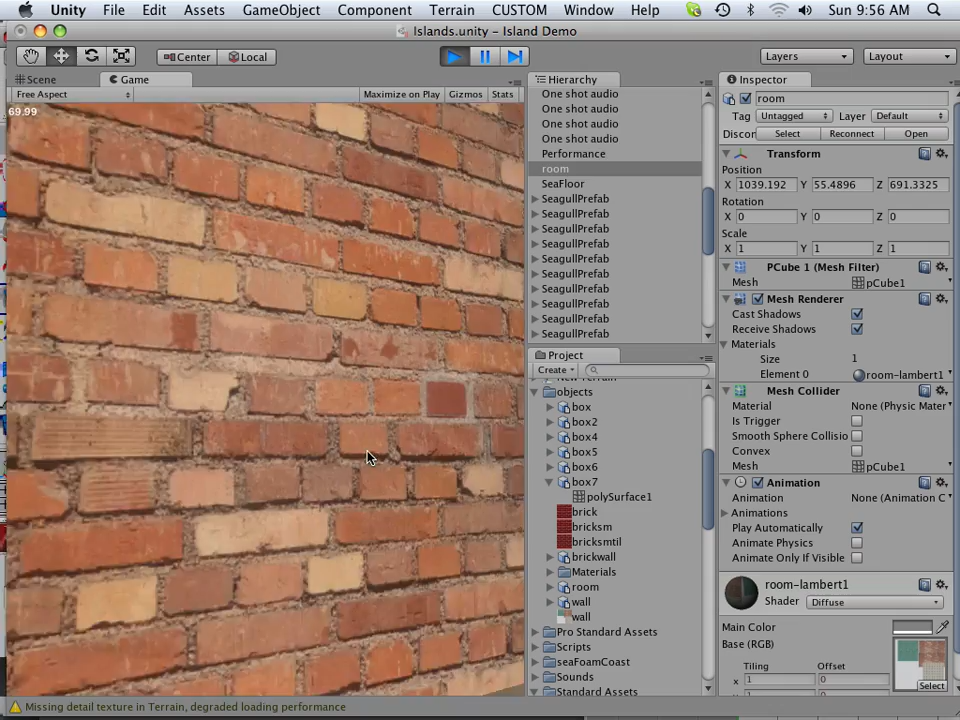 Unity File Edit Assets GameObject Component Terrain CUSTOM Window Help Sun 9:56 AM
Islands.unity – Island Demo
Center Local Layers Layout
Scene Game
Free Aspect Maximize on Play Gizmos Stats
69.99
Hierarchy
One shot audio
One shot audio
One shot audio
One shot audio
Performance
room
SeaFloor
SeagullPrefab
SeagullPrefab
SeagullPrefab
SeagullPrefab
SeagullPrefab
SeagullPrefab
SeagullPrefab
SeagullPrefab
SeagullPrefab
SeagullPrefab
Project
Create
objects
box
box2
box4
box5
box6
box7
polySurface1
brick
bricksm
bricksmtil
brickwall
Materials
room
wall
wall
Pro Standard Assets
Scripts
seaFoamCoast
Sounds
Standard Assets
Inspector
room
Tag Untagged Layer Default
Discon Select Reconnect Open
Transform
Position
X 1039.192 Y 55.4896 Z 691.3325
Rotation
X 0 Y 0 Z 0
Scale
X 1 Y 1 Z 1
PCube 1 (Mesh Filter)
Mesh pCube1
Mesh Renderer
Cast Shadows
Receive Shadows
Materials
Size 1
Element 0 room-lambert1
Mesh Collider
Material None (Physic Mater
Is Trigger
Smooth Sphere Collisio
Convex
Mesh pCube1
Animation
Animation None (Animation C
Animations
Play Automatically
Animate Physics
Animate Only If Visible
room-lambert1
Shader Diffuse
Main Color
Base (RGB)
Tiling Offset
x 1 0
Select
Missing detail texture in Terrain, degraded loading performance